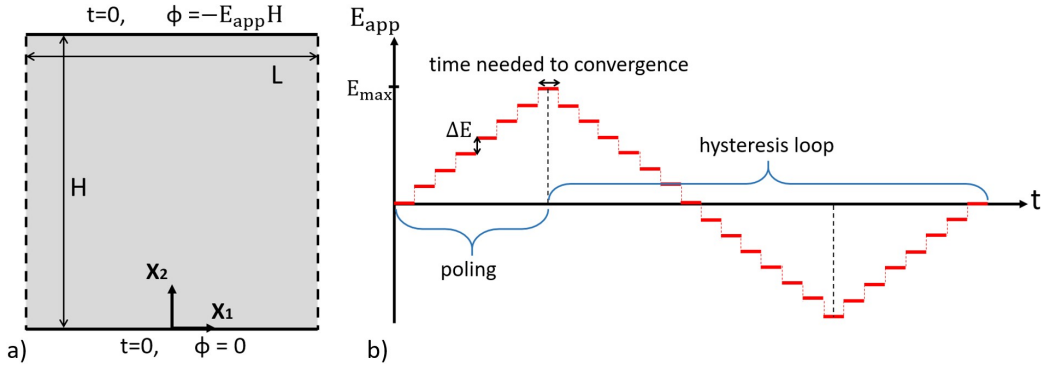 t=0, ϕ=−E_app H
L
H
X₂
X₁
t=0, ϕ = 0
a)
E_app
time needed to convergence
E_max
ΔE
hysteresis loop
t
poling
b)